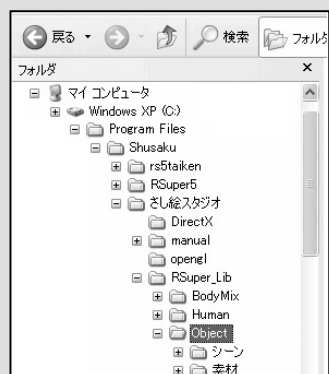 戻る 検索 フォルダ
フォルダ ×
マイ コンピュータ
Windows XP (C:)
Program Files
Shusaku
rs5taiken
RSuper5
さし絵スタジオ
DirectX
manual
opengl
RSuper_Lib
BodyMix
Human
Object
シーン
素材